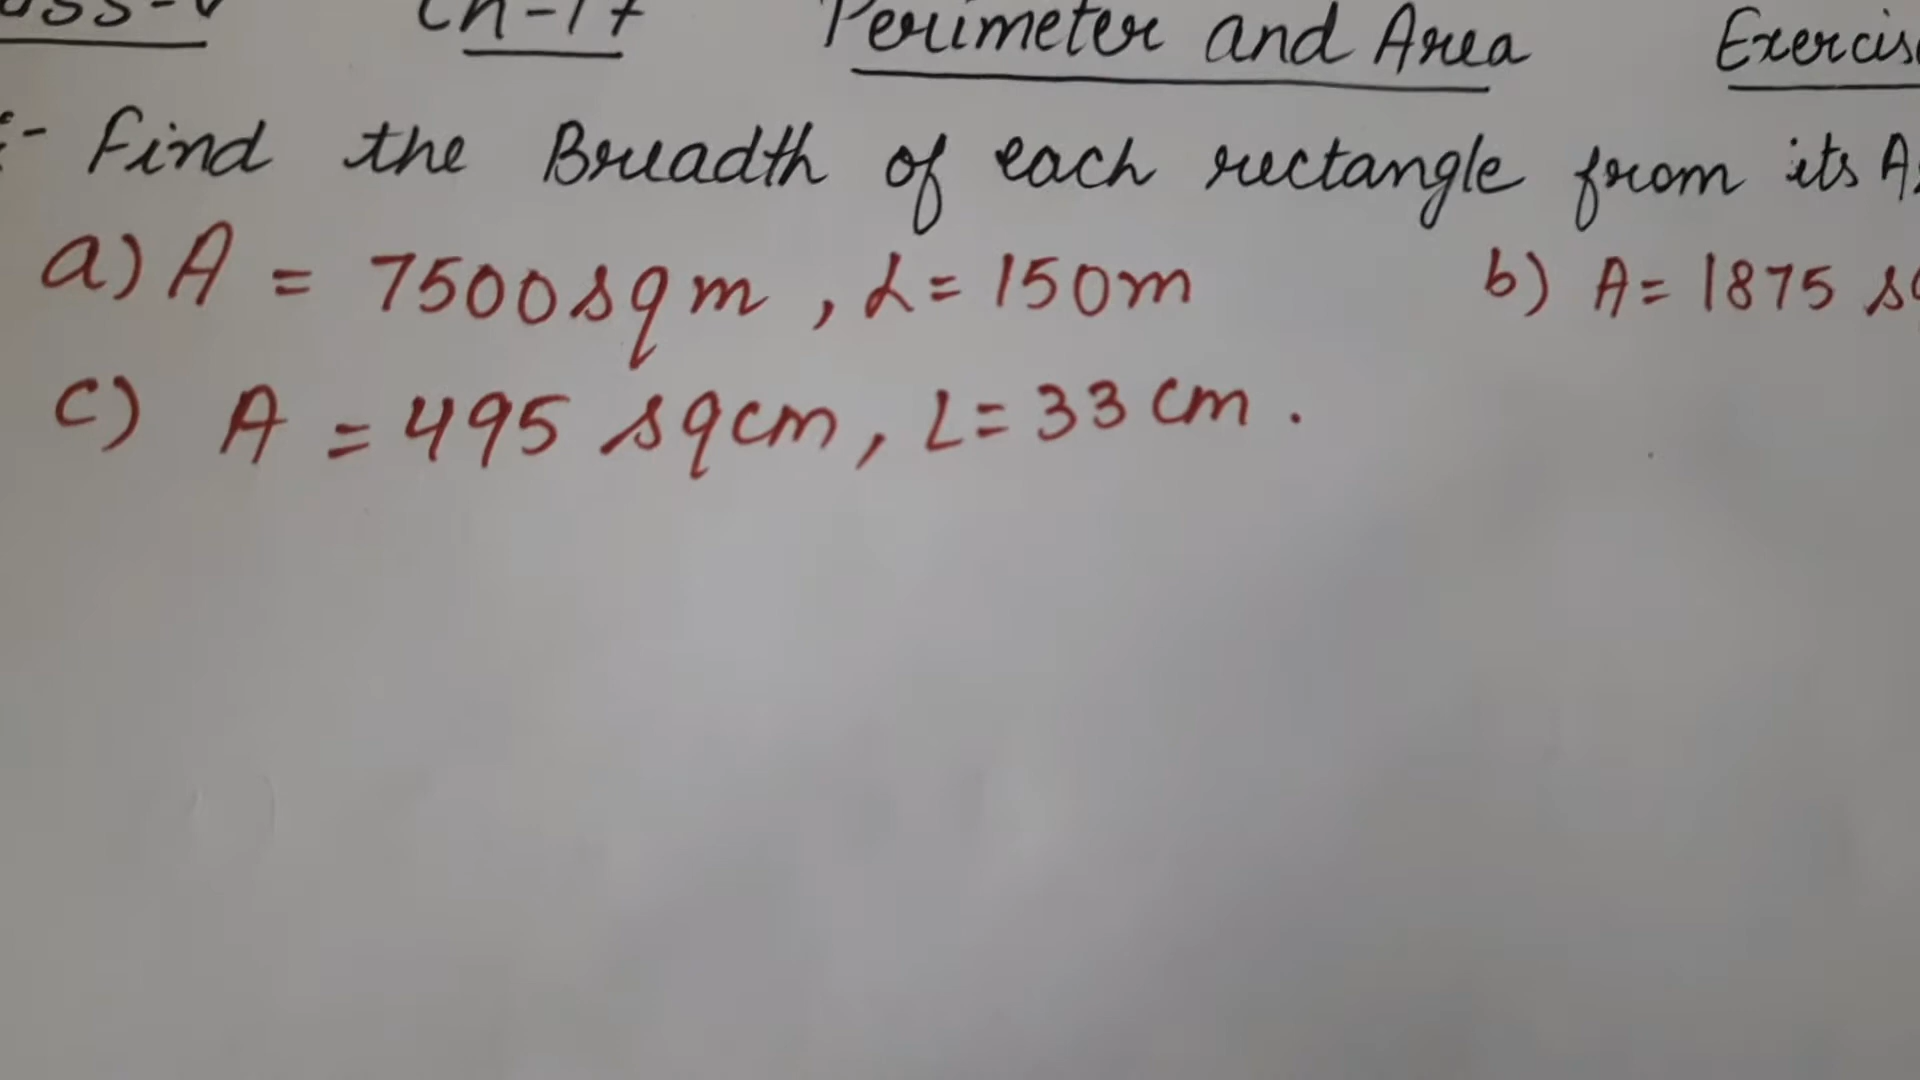 Ch-17 Perimeter and Area
:- Find the Breadth of each rectangle from its
a) A = 7500 sq m, L = 150 m b) A = 1875
c) A = 495 sq cm, L = 33 cm.